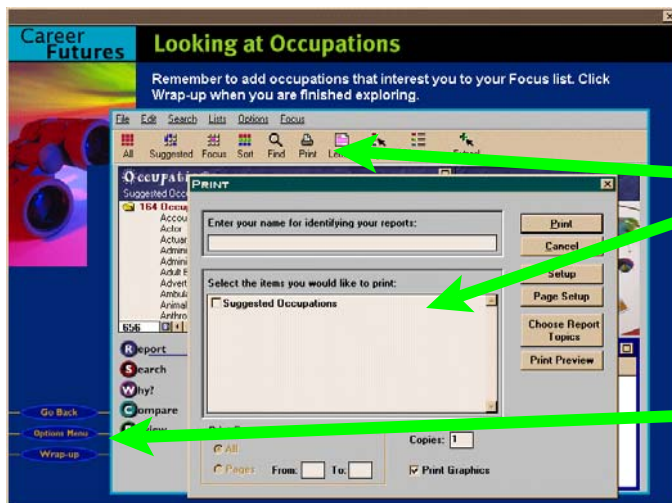 Career
Futures
Looking at Occupations
Remember to add occupations that interest you to your Focus list. Click
Wrap-up when you are finished exploring.
File Edit Search Lists Options Focus
All Suggested Focus Sort Find Print
Suggested
164
PRINT
Enter your name for identifying your reports:
Print
Cancel
Setup
Page Setup
Choose Report
Topics
Print Preview
Select the items you would like to print:
Suggested Occupations
Actor
656
Report
Search
Why?
Compare
Go Back
Options Menu
Wrap-up
All
Pages From: To:
Copies: 1
Print Graphics